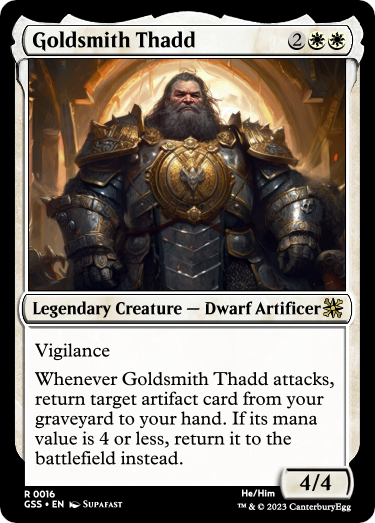 Goldsmith Thadd 2
Legendary Creature — Dwarf Artificer
Vigilance
Whenever Goldsmith Thadd attacks,
return target artifact card from your
graveyard to your hand. If its mana
value is 4 or less, return it to the
battlefield instead.
4/4
R 0016
He/Him
GSS • EN SUPAFAST
™ & © 2023 CanterburyEgg